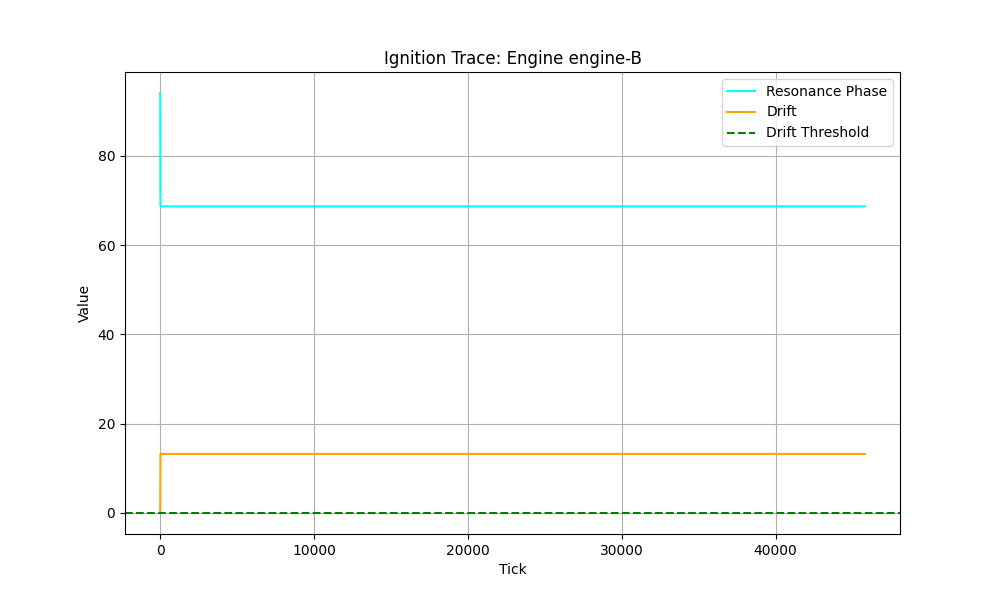 Ignition Trace: Engine engine-B
Resonance Phase
Drift
Drift Threshold
80
60
40
20
0
Value
0 10000 20000 30000 40000
Tick